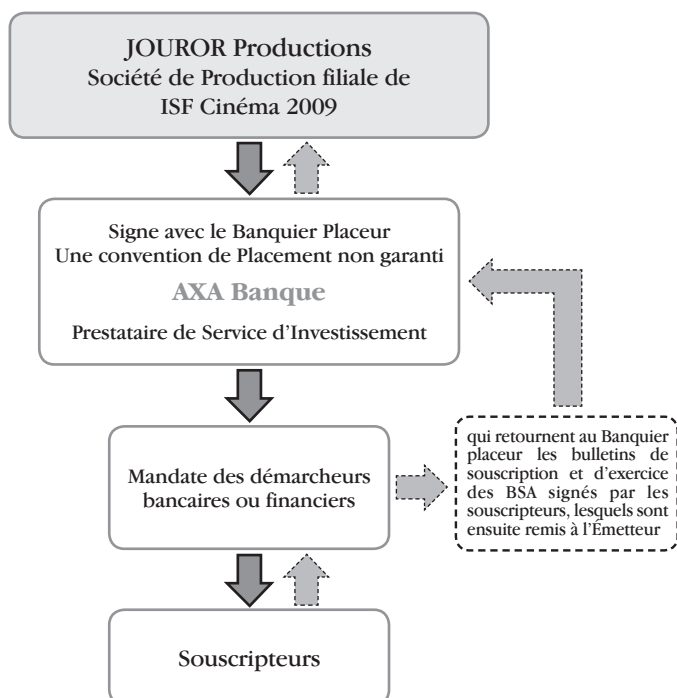 JOUROR Productions
Société de Production filiale de
ISF Cinéma 2009
Signe avec le Banquier Placeur
Une convention de Placement non garanti
AXA Banque
Prestataire de Service d'Investissement
Mandate des démarcheurs
bancaires ou financiers
qui retournent au Banquier
placeur les bulletins de
souscription et d'exercice
des BSA signés par les
souscripteurs, lesquels sont
ensuite remis à l'Émetteur
Souscripteurs